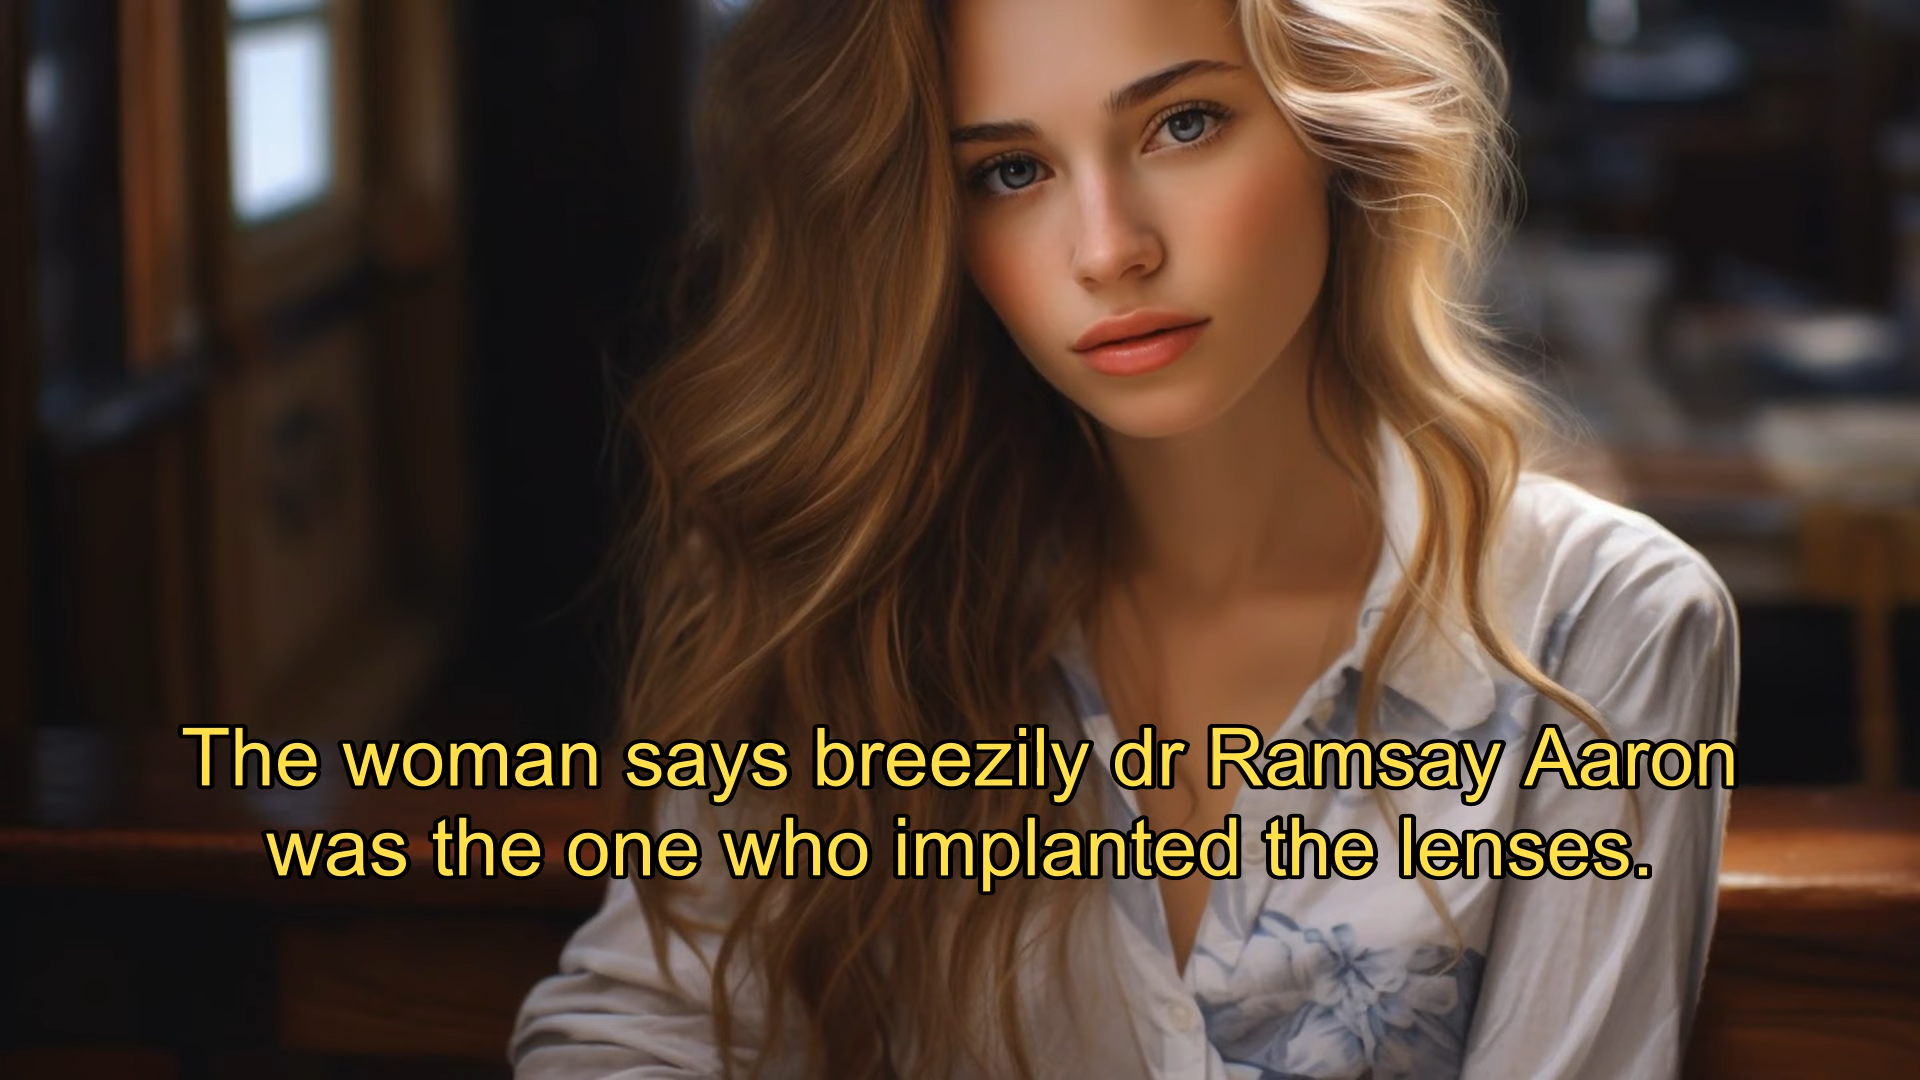 The woman says breezily dr Ramsay Aaron
was the one who implanted the lenses.